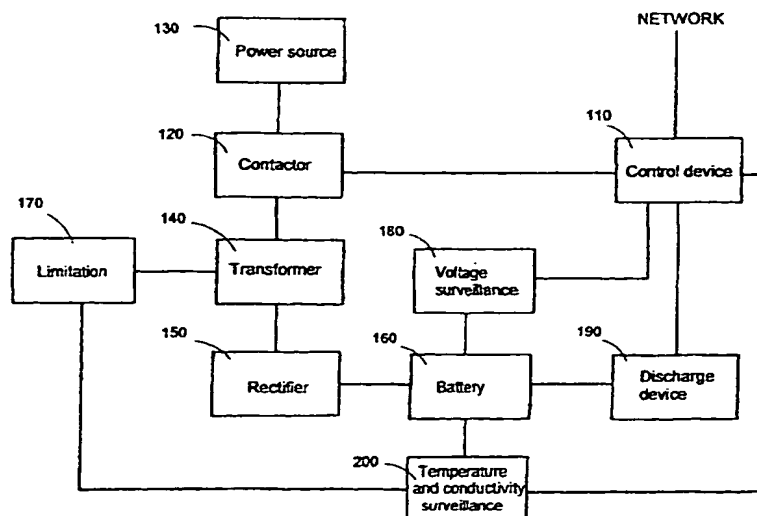 130
Power source
NETWORK
120
Contactor
110
Control device
170
Limitation
140
Transformer
180
Voltage
surveillance
150
Rectifier
160
Battery
190
Discharge
device
200
Temperature
and conductivity
surveillance